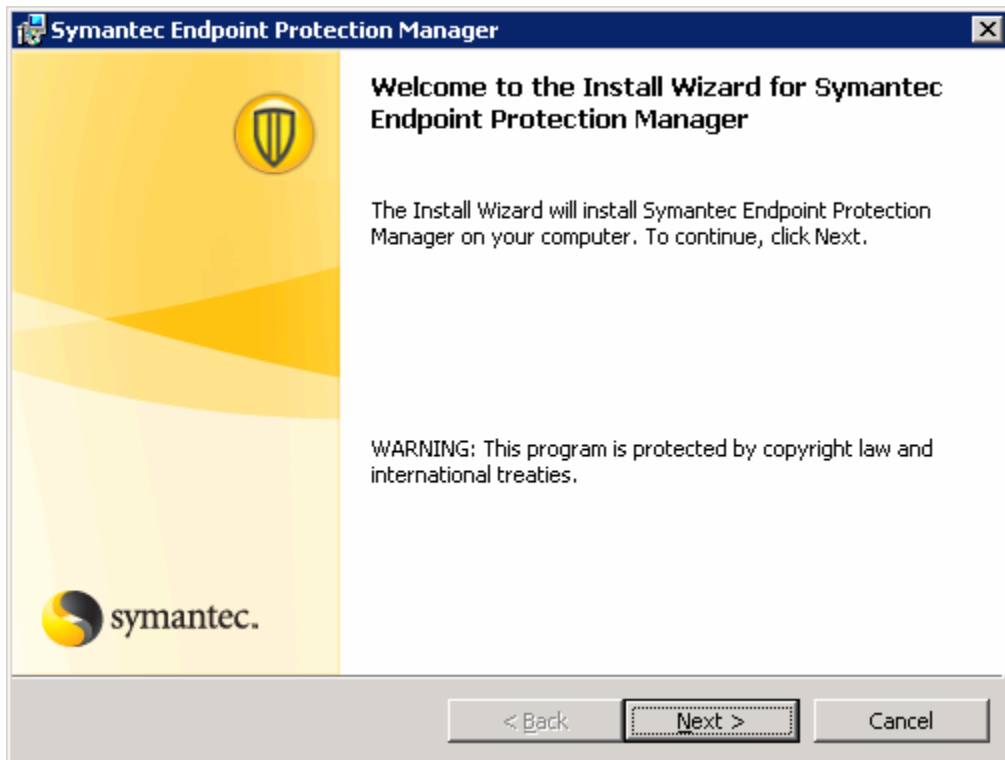 Symantec Endpoint Protection Manager
Welcome to the Install Wizard for Symantec
Endpoint Protection Manager
The Install Wizard will install Symantec Endpoint Protection
Manager on your computer. To continue, click Next.
WARNING: This program is protected by copyright law and
international treaties.
symantec.
< Back
Next >
Cancel